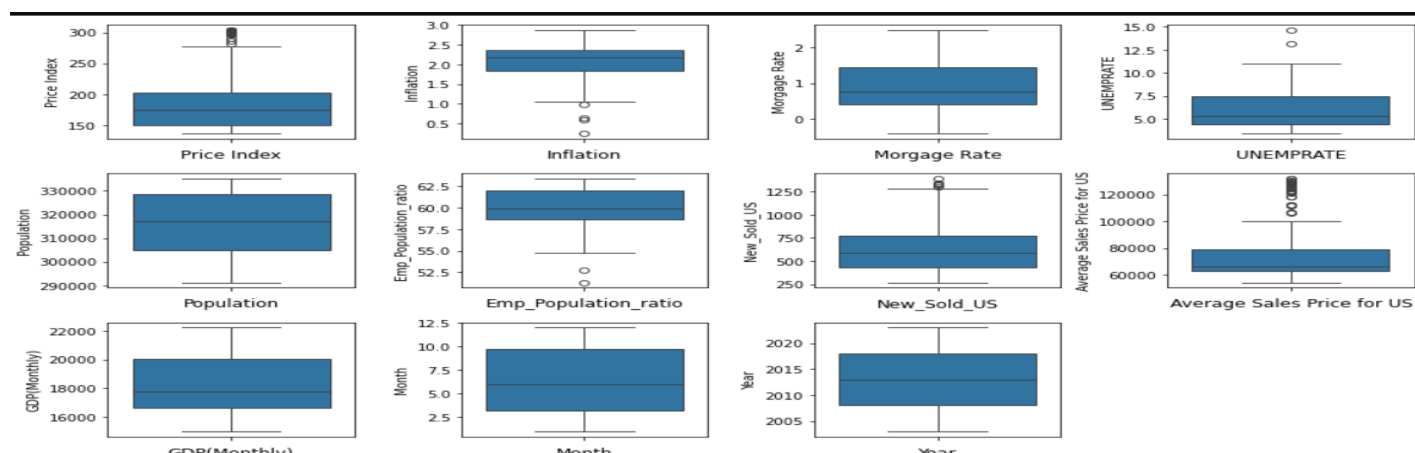 Price Index
300
250
200
150
Price Index
Inflation
3.0
2.5
2.0
1.5
1.0
0.5
Inflation
Morgage Rate
2
1
0
Morgage Rate
UNEMPRATE
15.0
12.5
10.0
7.5
5.0
UNEMPRATE
Population
330000
320000
310000
300000
290000
Population
Emp_Population_ratio
62.5
60.0
57.5
55.0
52.5
Emp_Population_ratio
New_Sold_US
1250
1000
750
500
250
New_Sold_US
Average Sales Price for US
120000
100000
80000
60000
Average Sales Price for US
GDP(Monthly)
22000
20000
18000
16000
GDP(Monthly)
Month
12.5
10.0
7.5
5.0
2.5
Month
Year
2020
2015
2010
2005
Year